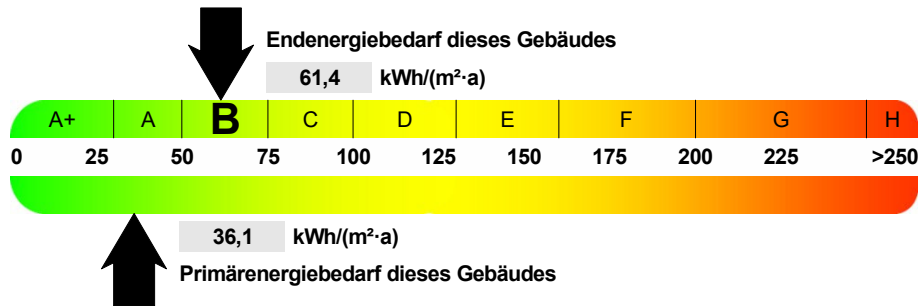 Endenergiebedarf dieses Gebäudes
61,4 kWh/(m²·a)
A+ A B C D E F G H
0 25 50 75 100 125 150 175 200 225 >250
36,1 kWh/(m²·a)
Primärenergiebedarf dieses Gebäudes